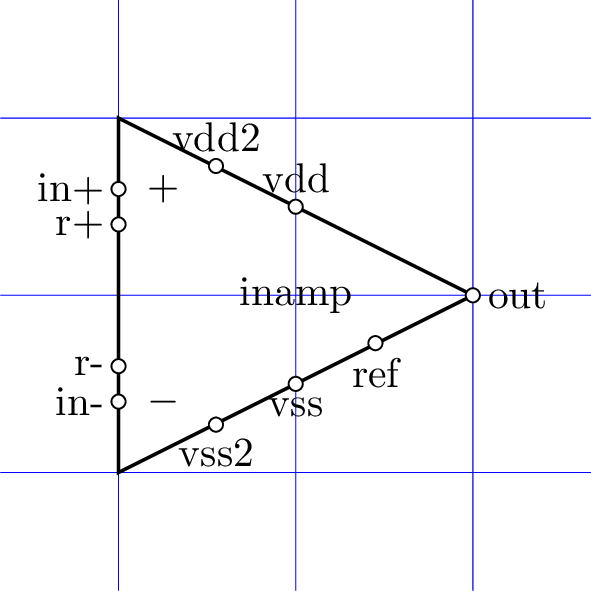 vdd2
vdd
in+ +
r+
inamp
out
r-
ref
in- −
vss
vss2